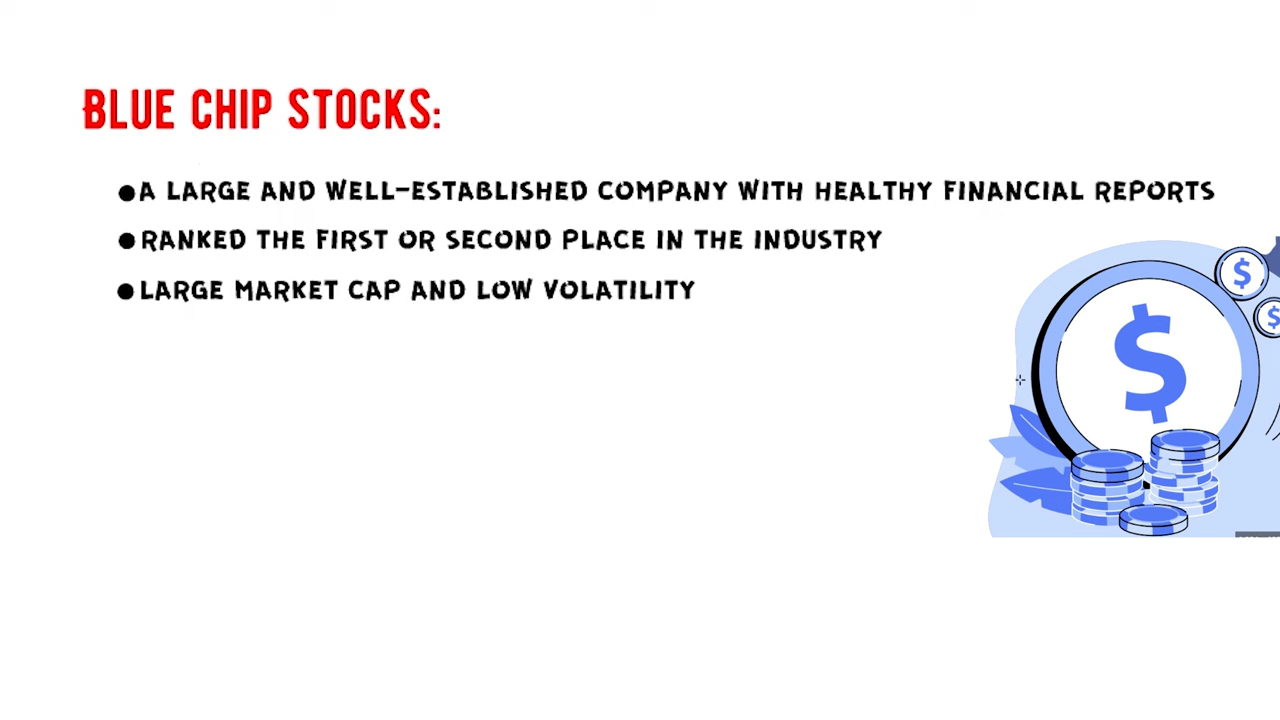 BLUE CHIP STOCKS:
●A LARGE AND WELL-ESTABLISHED COMPANY WITH HEALTHY FINANCIAL REPORTS
●RANKED THE FIRST OR SECOND PLACE IN THE INDUSTRY
●LARGE MARKET CAP AND LOW VOLATILITY
$
$
$